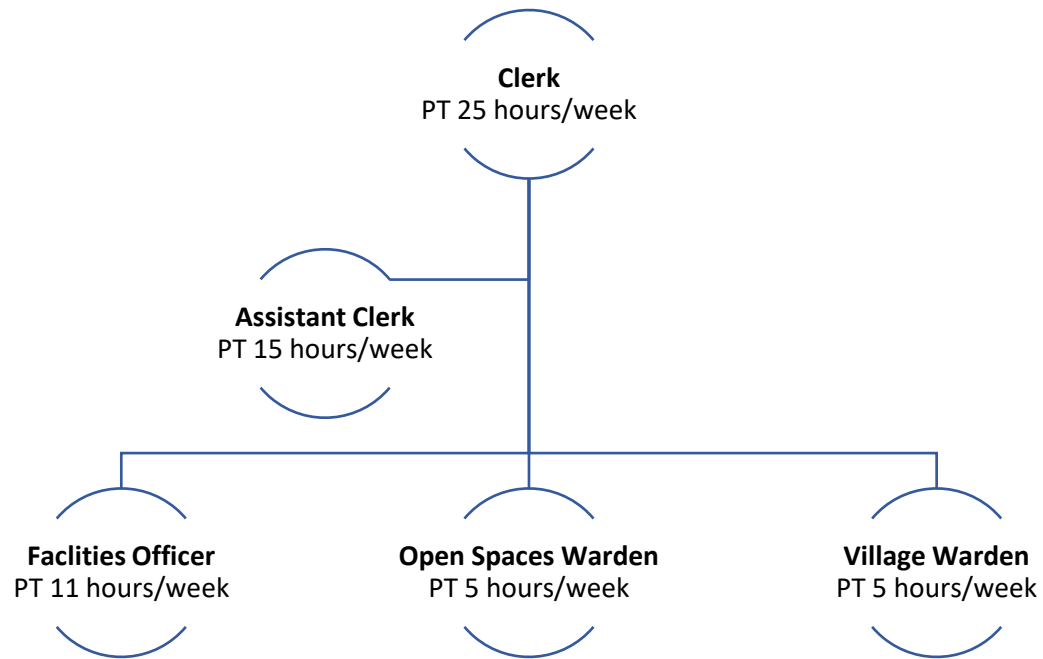 Clerk
PT 25 hours/week
Assistant Clerk
PT 15 hours/week
Faclities Officer
PT 11 hours/week
Open Spaces Warden
PT 5 hours/week
Village Warden
PT 5 hours/week